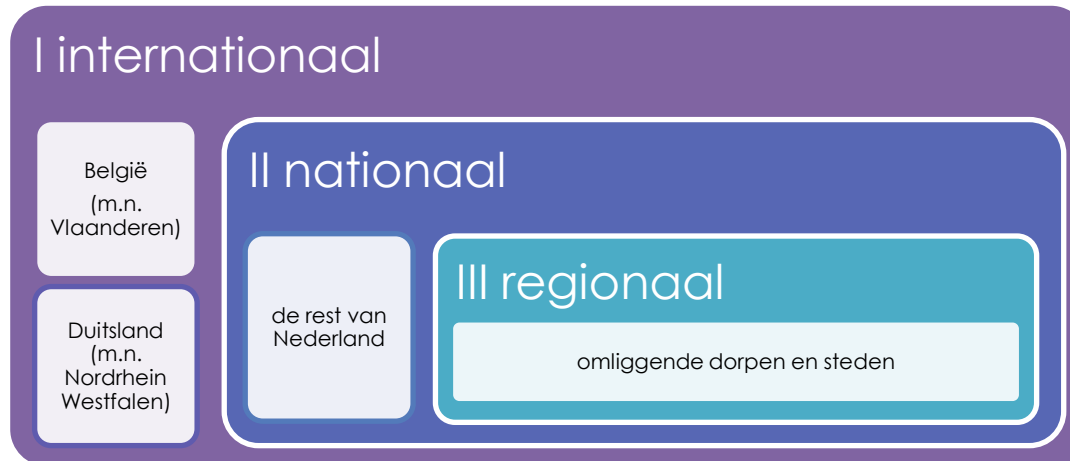 I internationaal
België
(m.n.
Vlaanderen)
Duitsland
(m.n.
Nordrhein
Westfalen)
II nationaal
de rest van
Nederland
III regionaal
omliggende dorpen en steden